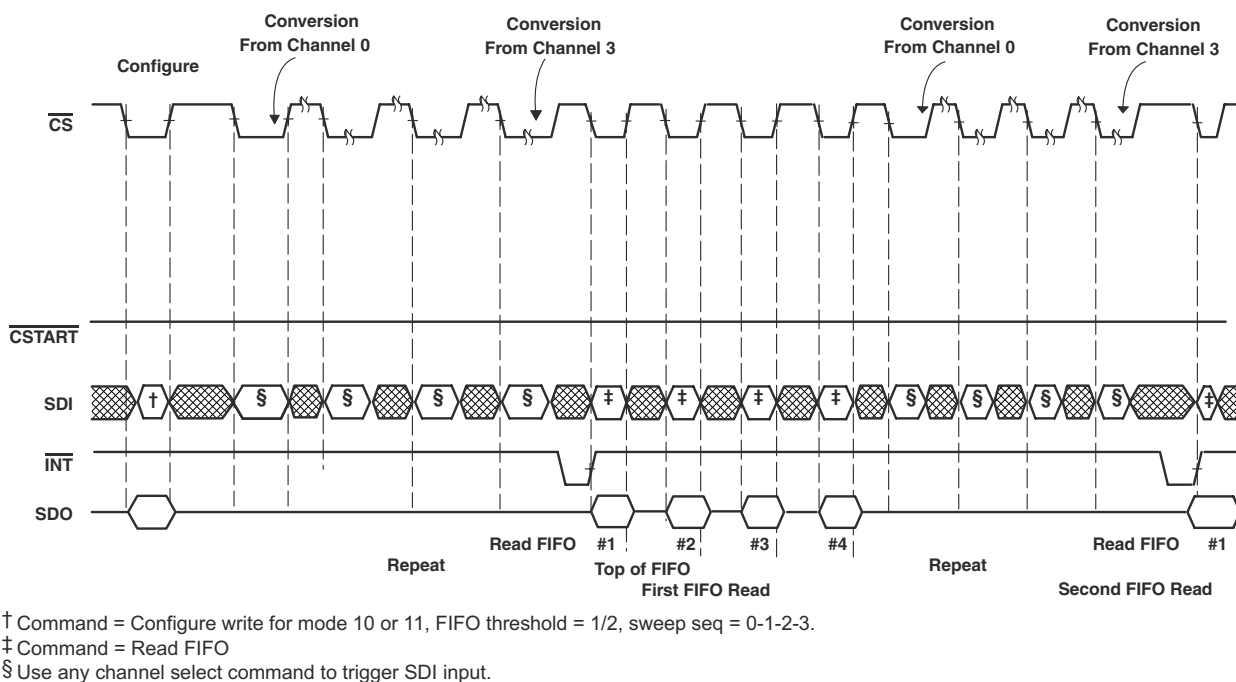 Conversion
From Channel 0
Conversion
From Channel 3
Conversion
From Channel 0
Conversion
From Channel 3
Configure
CS
CSTART
SDI † § § § § ‡ ‡ ‡ ‡ § § § § ‡
INT
SDO
Read FIFO #1 #2 #3 #4 Read FIFO #1
Repeat Top of FIFO Repeat
First FIFO Read Second FIFO Read
† Command = Configure write for mode 10 or 11, FIFO threshold = 1/2, sweep seq = 0-1-2-3.
‡ Command = Read FIFO
§ Use any channel select command to trigger SDI input.